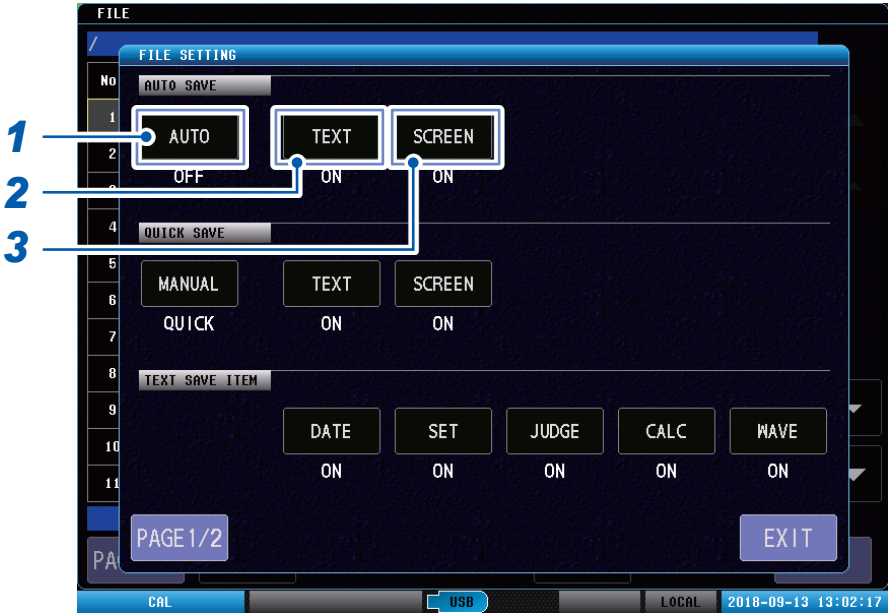 FILE
/
FILE SETTING
No
AUTO SAVE
1
AUTO TEXT SCREEN
1
2
OFF ON ON
2
3
4
QUICK SAVE
5
MANUAL TEXT SCREEN
6
QUICK ON ON
7
8
TEXT SAVE ITEM
9
DATE SET JUDGE CALC WAVE
10
ON ON ON ON ON
11
PAGE1/2 EXIT
PA
CAL USB LOCAL 2018-09-13 13:02:17